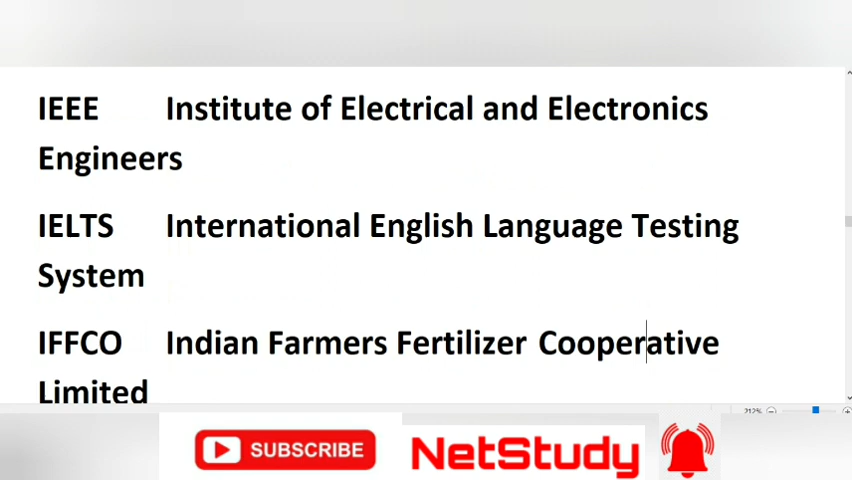 IEEE Institute of Electrical and Electronics
Engineers
IELTS International English Language Testing
System
IFFCO Indian Farmers Fertilizer Cooperative
Limited
212%
SUBSCRIBE
NetStudy